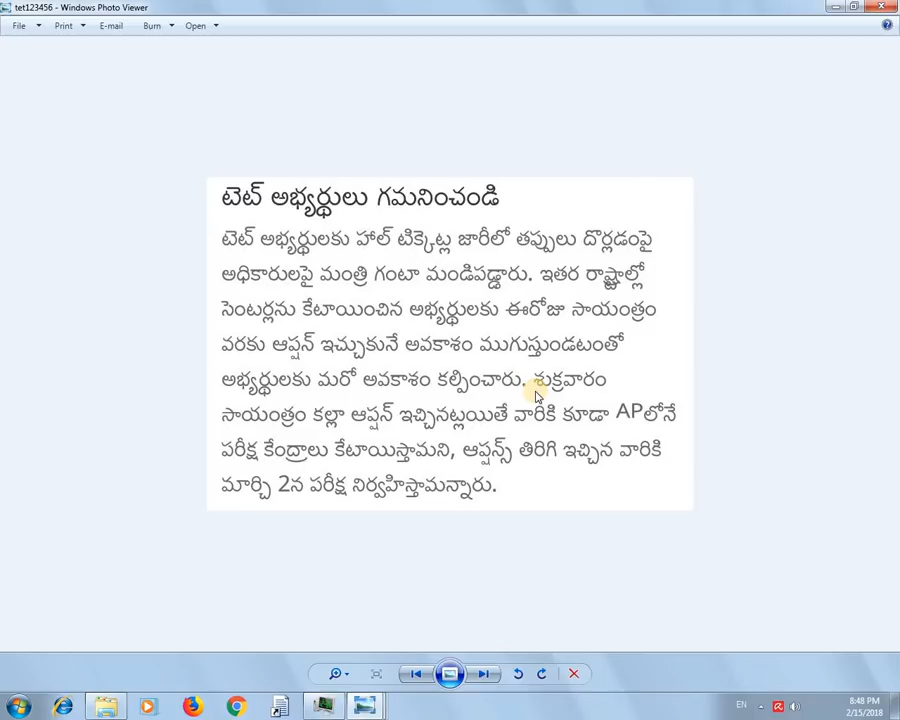 tet123456 - Windows Photo Viewer
File Print E-mail Burn Open
టెట్ అభ్యర్థులు గమనించండి
టెట్ అభ్యర్థులకు హాల్ టిక్కెట్ల జారీలో తప్పులు దొర్లడంపై
అధికారులపై మంత్రి గంటా మండిపడ్డారు. ఇతర రాష్ట్రాల్లో
సెంటర్లను కేటాయించిన అభ్యర్థులకు ఈరోజు సాయంత్రం
వరకు ఆప్షన్ ఇచ్చుకునే అవకాశం ముగుస్తుండటంతో
అభ్యర్థులకు మరో అవకాశం కల్పించారు. శుక్రవారం
సాయంత్రం కల్లా ఆప్షన్ ఇచ్చినట్లయితే వారికి కూడా APలోనే
పరీక్ష కేంద్రాలు కేటాయిస్తామని, ఆప్షన్స్ తిరిగి ఇచ్చిన వారికి
మార్చి 2న పరీక్ష నిర్వహిస్తామన్నారు.
EN
8:48 PM
2/15/2018